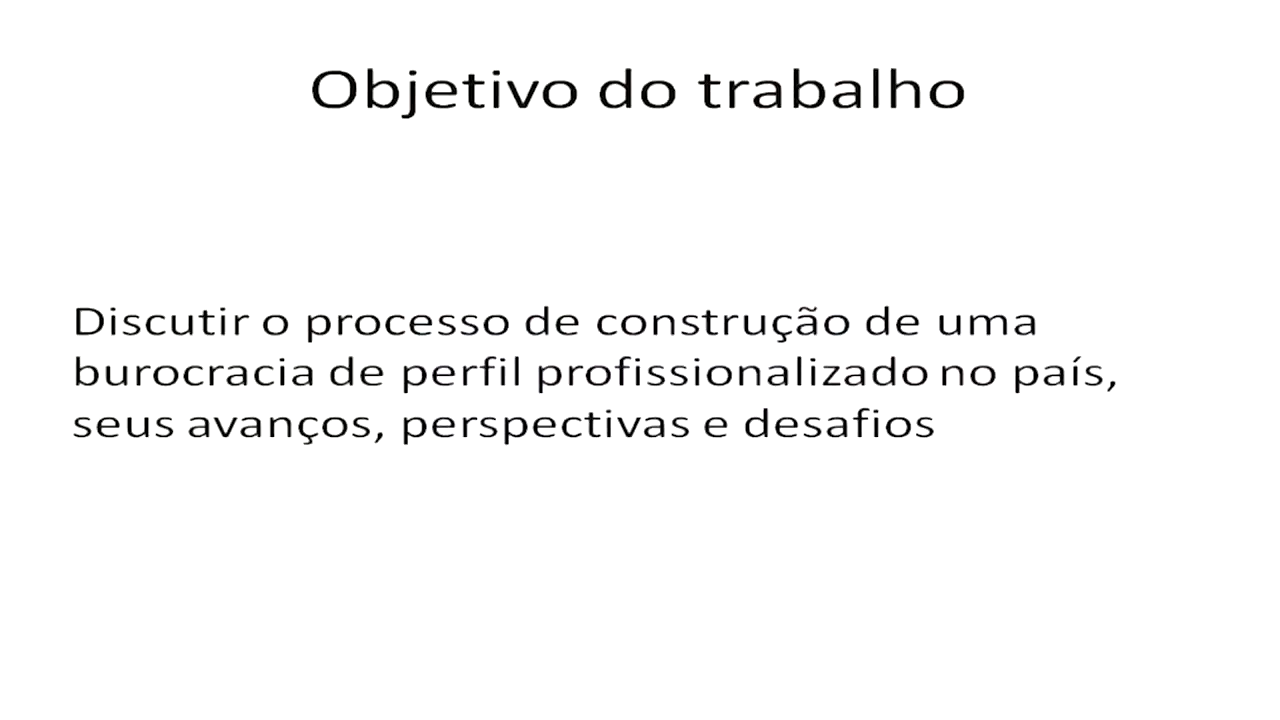 Objetivo do trabalho
Discutir o processo de construção de uma
burocracia de perfil profissionalizado no país,
seus avanços, perspectivas e desafios